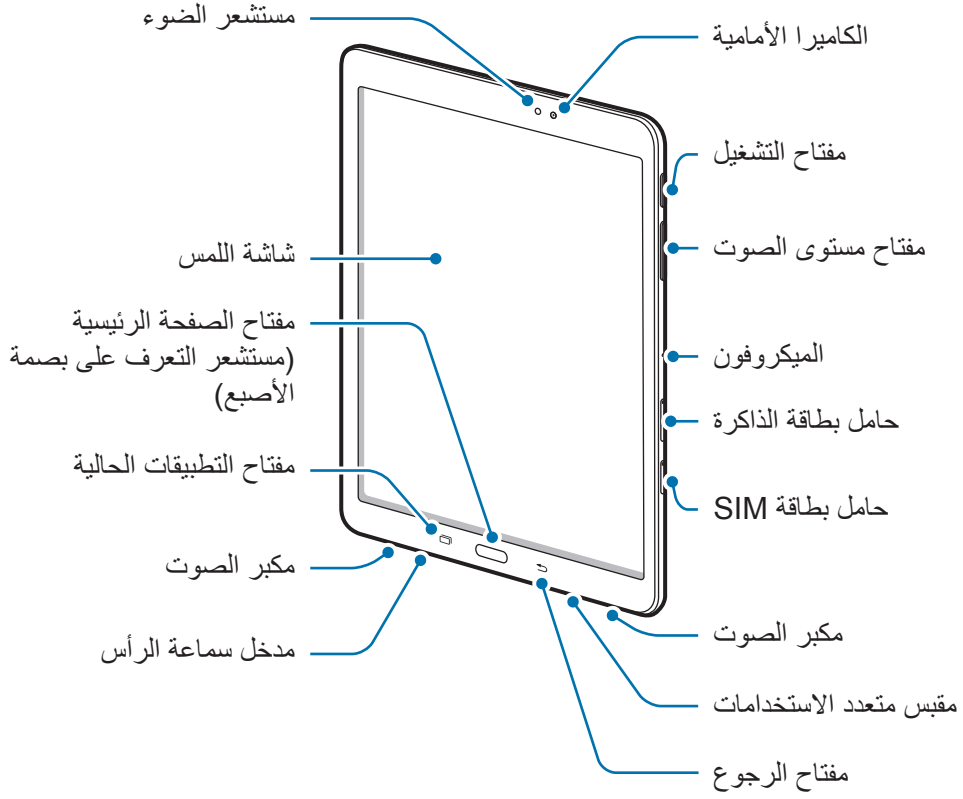 مستشعر الضوء
الكاميرا الأمامية
مفتاح التشغيل
مفتاح مستوى الصوت
شاشة اللمس
مفتاح الصفحة الرئيسية
(مستشعر التعرف على بصمة
الأصبع)
الميكروفون
حامل بطاقة الذاكرة
مفتاح التطبيقات الحالية
حامل بطاقة SIM
مكبر الصوت
مكبر الصوت
مدخل سماعة الرأس
مقبس متعدد الاستخدامات
مفتاح الرجوع